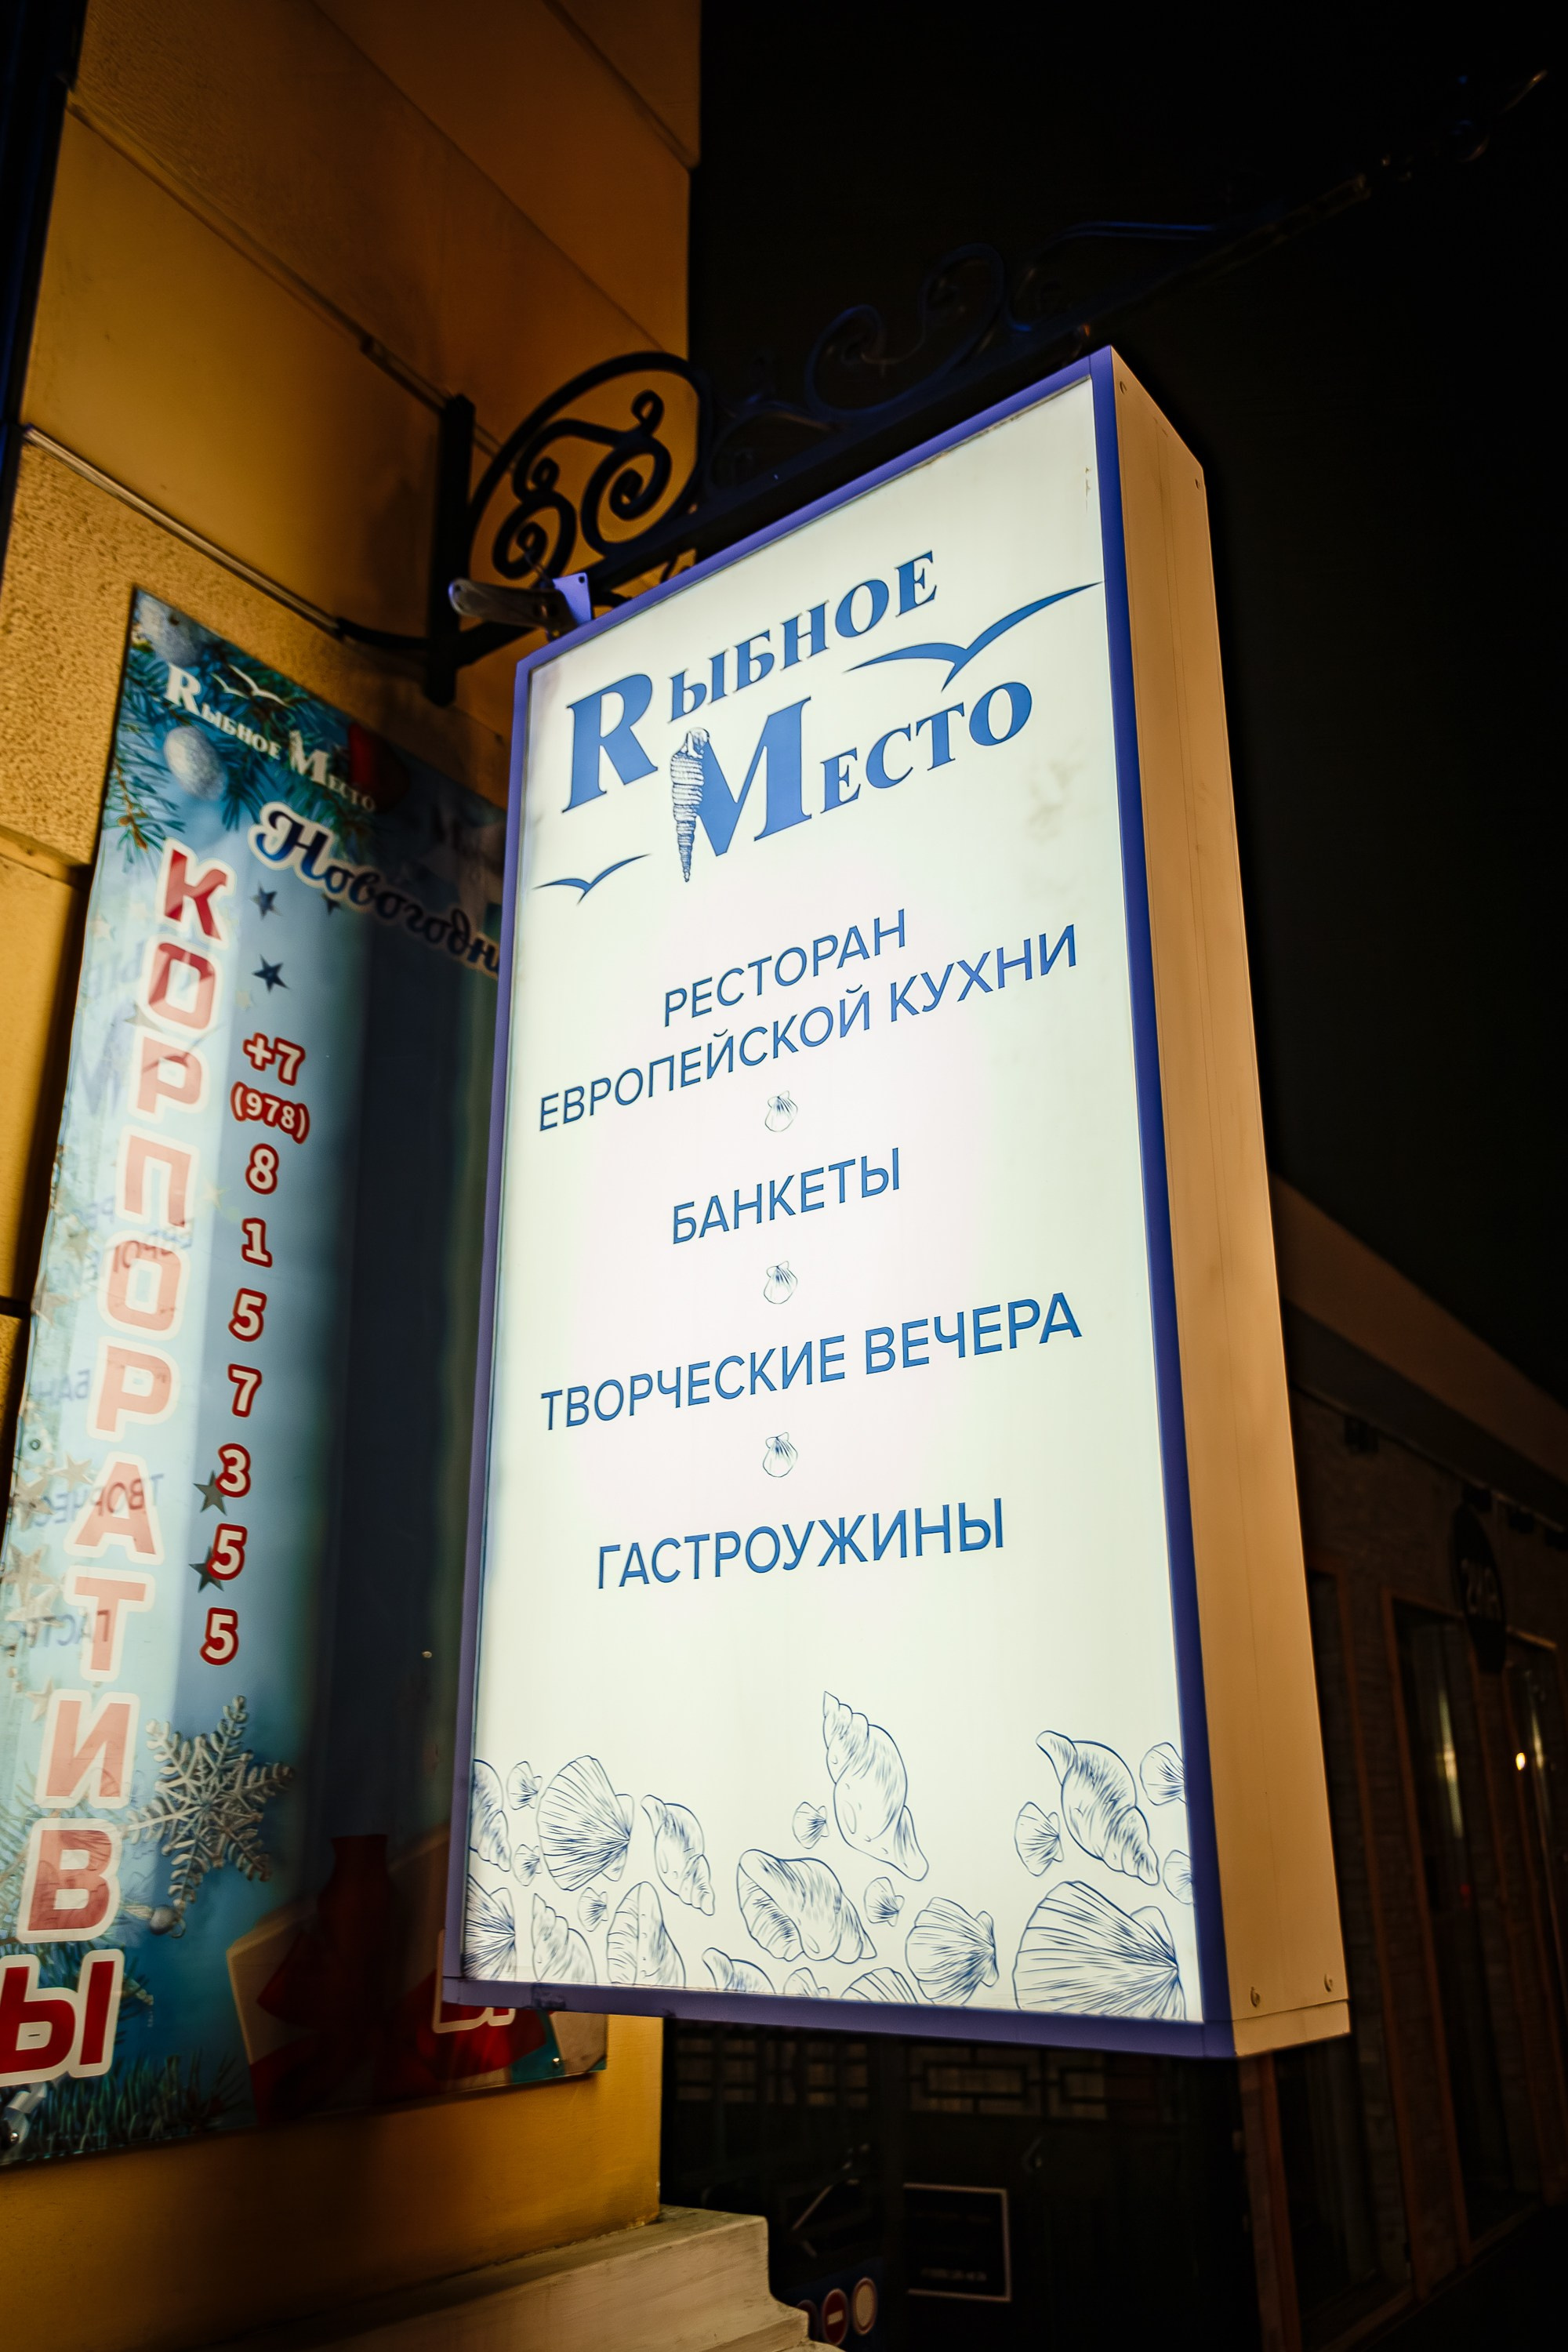 Rыбное
Место
РЕСТОРАН
ЕВРОПЕЙСКОЙ КУХНИ
БАНКЕТЫ
ТВОРЧЕСКИЕ ВЕЧЕРА
ГАСТРОУЖИНЫ
Rыбное Место
Новогодни
КОРПОРАТИВЫ
+7
(978)
8
1
5
7
3
5
5